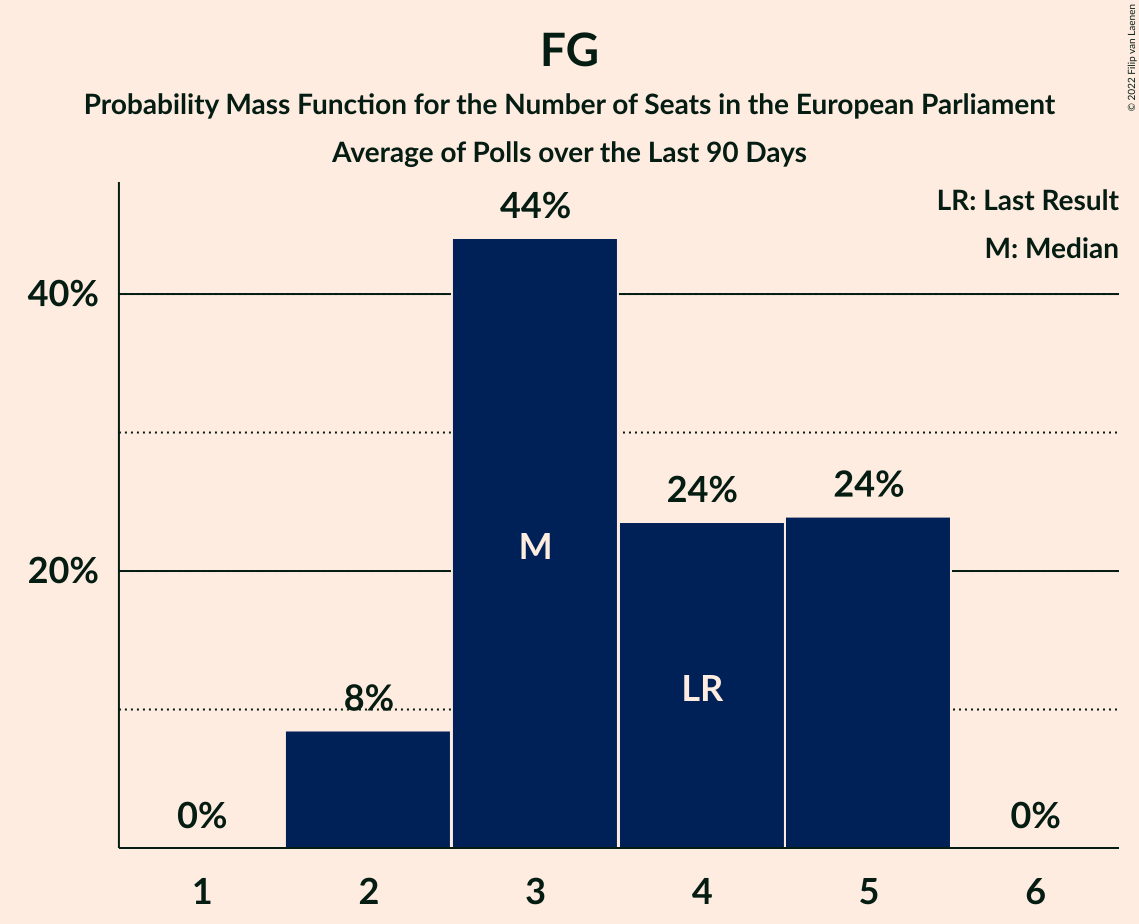 FG
Probability Mass Function for the Number of Seats in the European Parliament
Average of Polls over the Last 90 Days
© 2022 Filip van Laenen
LR: Last Result
M: Median
40%
20%
0%
8%
44%
24%
24%
0%
M
LR
1
2
3
4
5
6